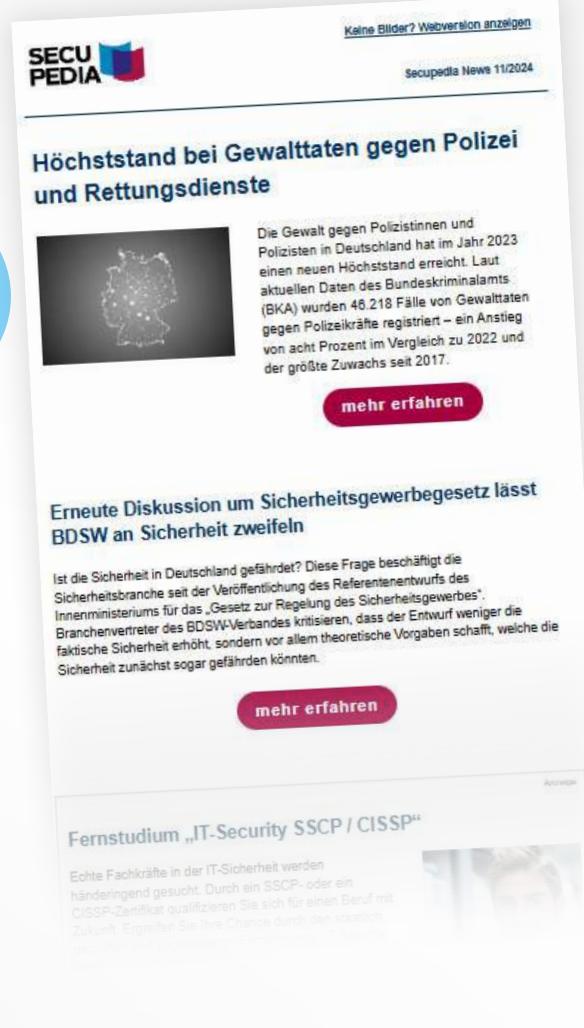 Keine Bilder? Webversion anzeigen
SECU
PEDIA
Secupedia News 11/2024
Höchststand bei Gewalttaten gegen Polizei
und Rettungsdienste
Die Gewalt gegen Polizistinnen und
Polizisten in Deutschland hat im Jahr 2023
einen neuen Höchststand erreicht. Laut
aktuellen Daten des Bundeskriminalamts
(BKA) wurden 46.218 Fälle von Gewalttaten
gegen Polizeikräfte registriert – ein Anstieg
von acht Prozent im Vergleich zu 2022 und
der größte Zuwachs seit 2017.
mehr erfahren
Erneute Diskussion um Sicherheitsgewerbegesetz lässt
BDSW an Sicherheit zweifeln
Ist die Sicherheit in Deutschland gefährdet? Diese Frage beschäftigt die
Sicherheitsbranche seit der Veröffentlichung des Referentenentwurfs des
Innenministeriums für das „Gesetz zur Regelung des Sicherheitsgewerbes“.
Branchenvertreter des BDSW-Verbandes kritisieren, dass der Entwurf weniger die
faktische Sicherheit erhöht, sondern vor allem theoretische Vorgaben schafft, welche die
Sicherheit zunächst sogar gefährden könnten.
mehr erfahren
Anzeige
Fernstudium „IT-Security SSCP / CISSP“
Echte Fachkräfte in der IT-Sicherheit werden
händeringend gesucht. Durch ein SSCP- oder ein
CISSP-Zertifikat qualifizieren Sie sich für einen Beruf mit
Zukunft. Ergreifen Sie Ihre Chance durch den